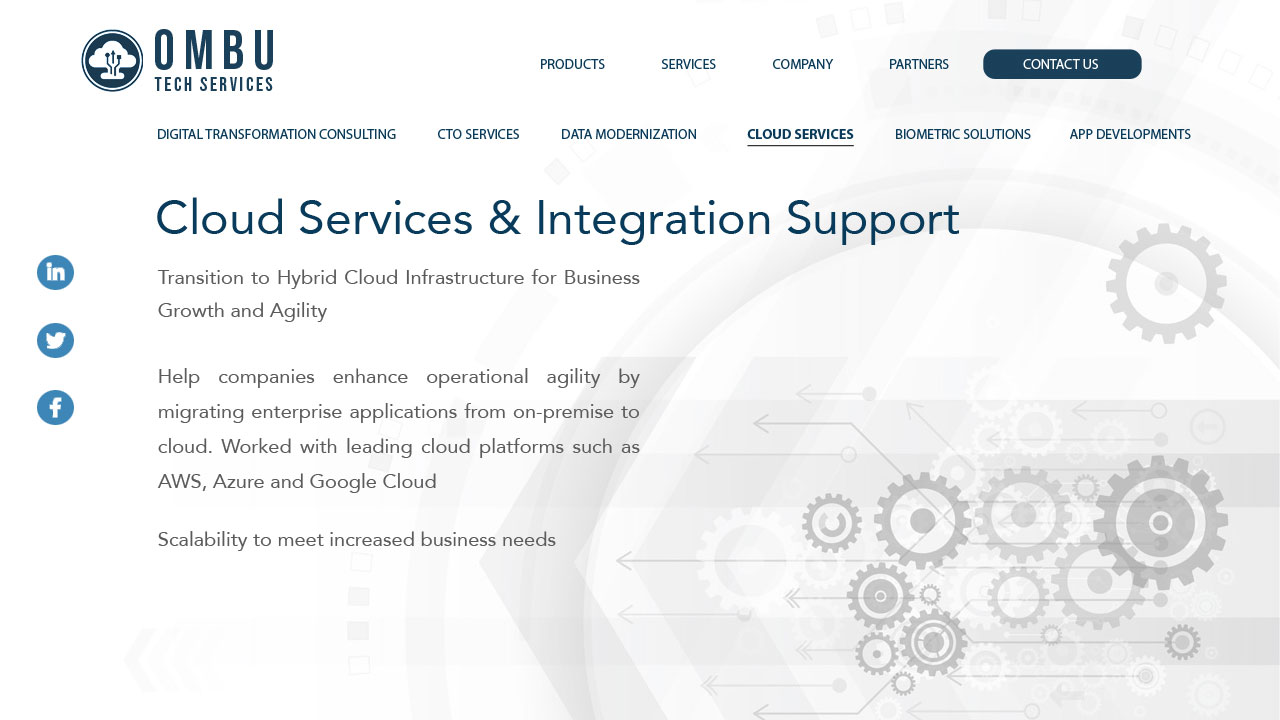 OMBU
TECH SERVICES
PRODUCTS SERVICES COMPANY PARTNERS CONTACT US
DIGITAL TRANSFORMATION CONSULTING CTO SERVICES DATA MODERNIZATION CLOUD SERVICES BIOMETRIC SOLUTIONS APP DEVELOPMENTS
Cloud Services & Integration Support
Transition to Hybrid Cloud Infrastructure for Business
Growth and Agility
Help companies enhance operational agility by
migrating enterprise applications from on-premise to
cloud. Worked with leading cloud platforms such as
AWS, Azure and Google Cloud
Scalability to meet increased business needs
in
f